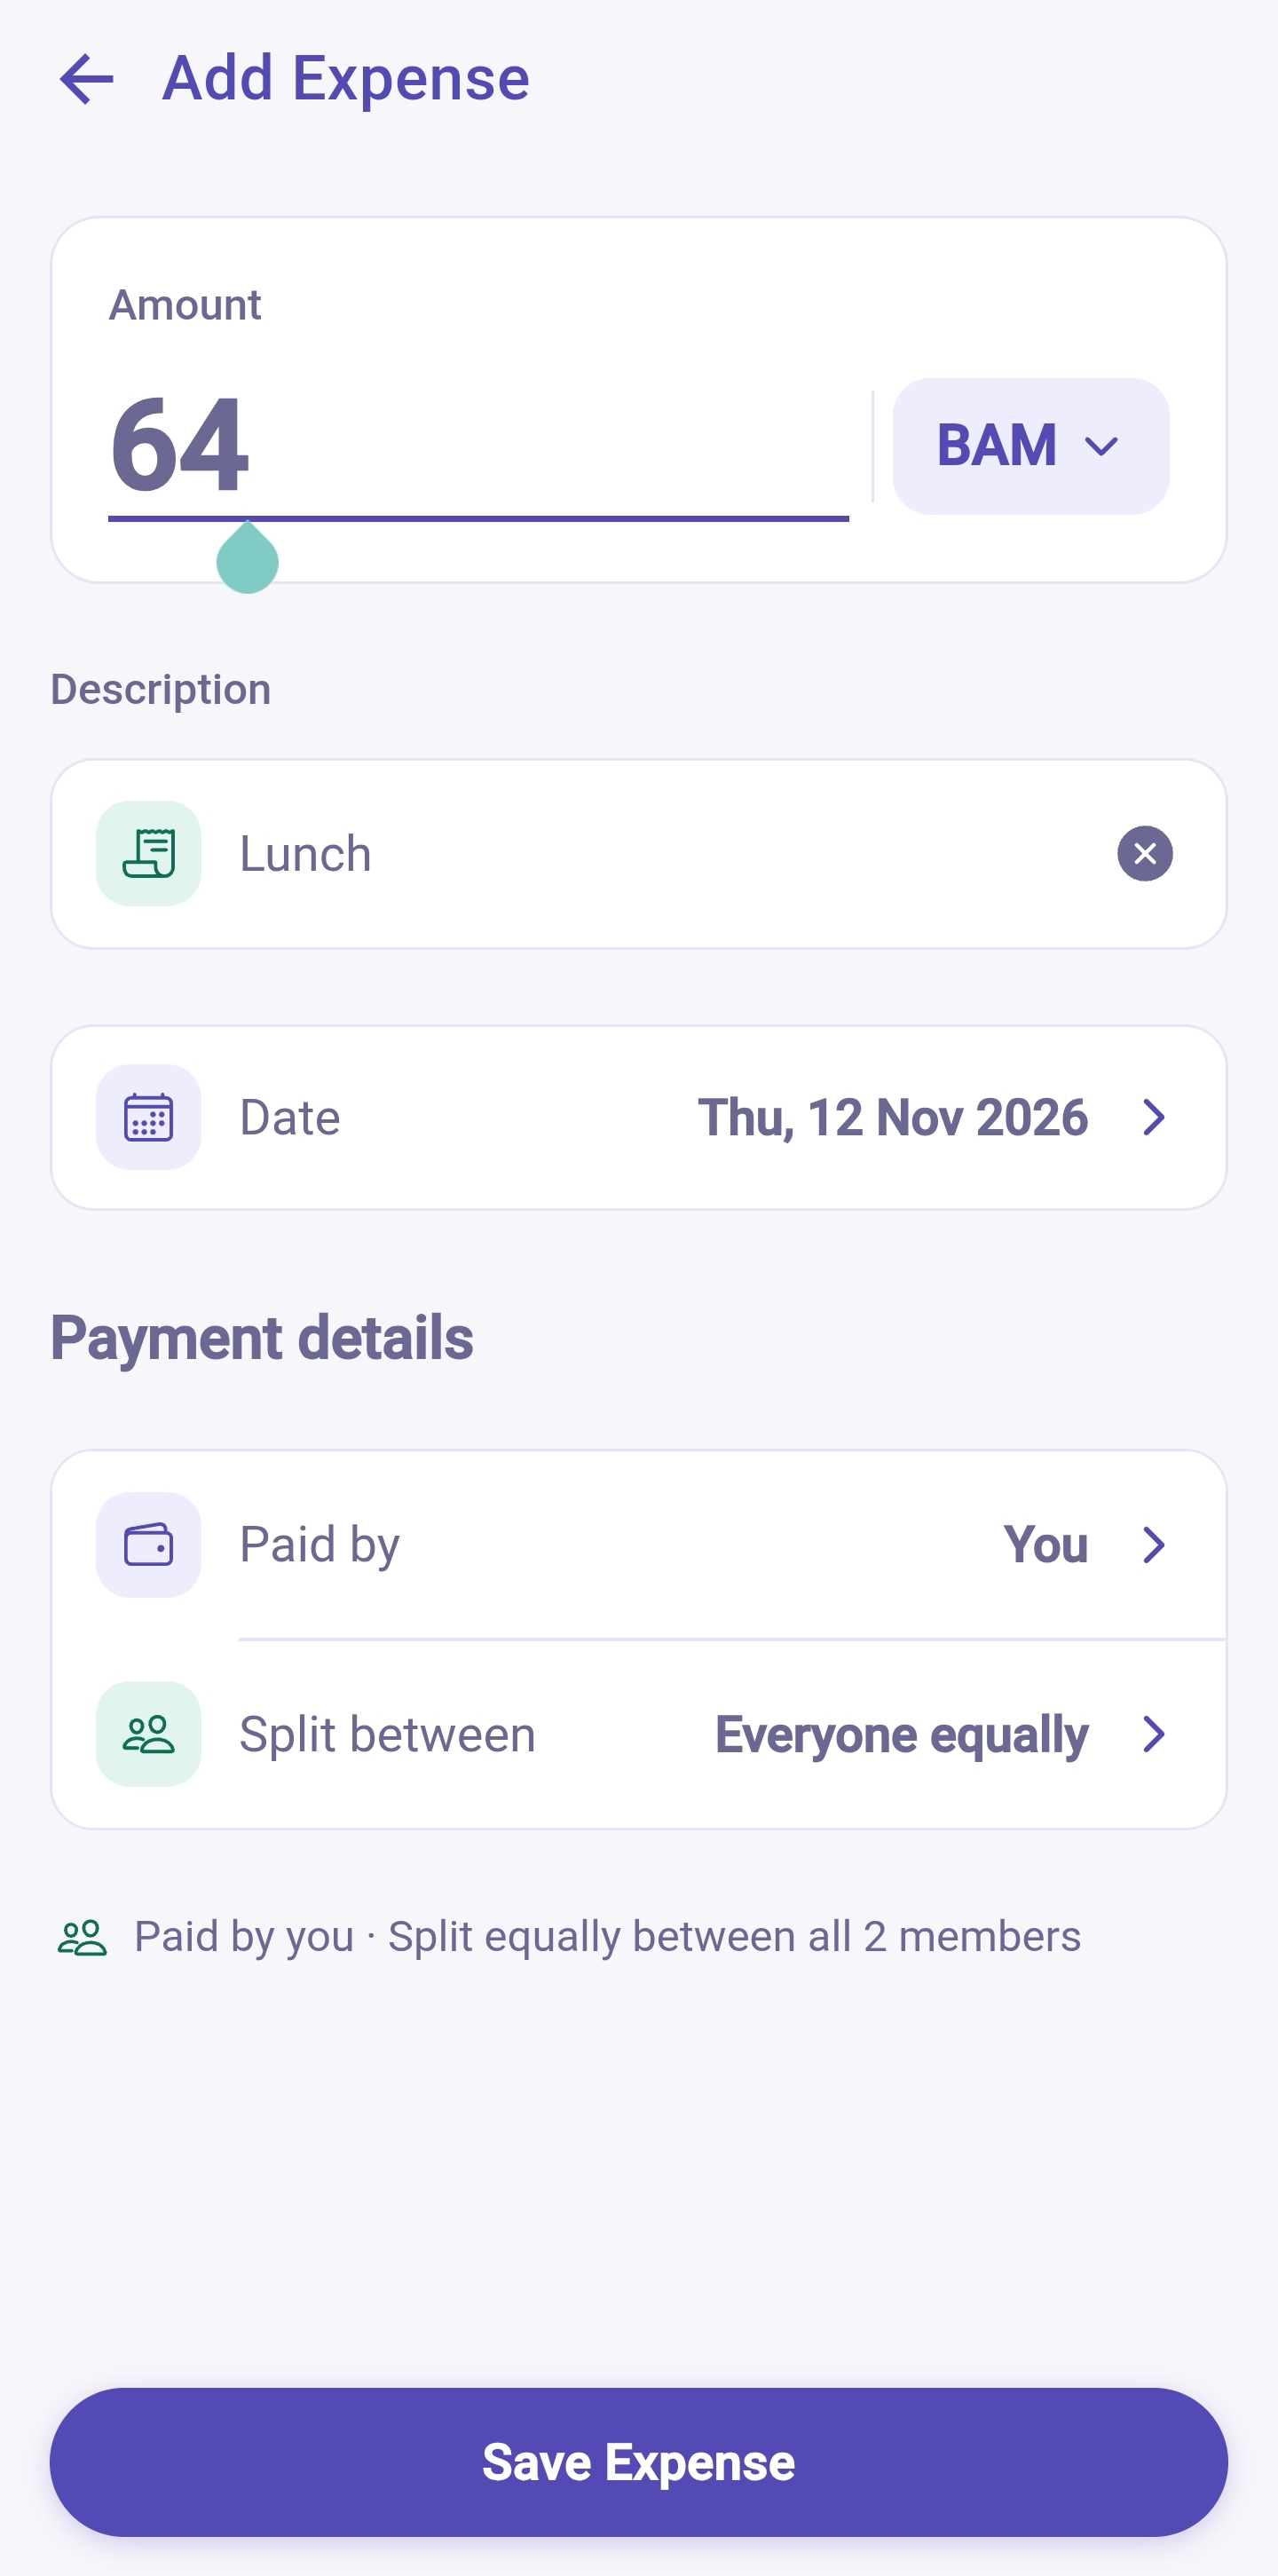 Add Expense
Amount
64
BAM
Description
Lunch
Date
Thu, 12 Nov 2026
Payment details
Paid by
You
Split between
Everyone equally
Paid by you · Split equally between all 2 members
Save Expense